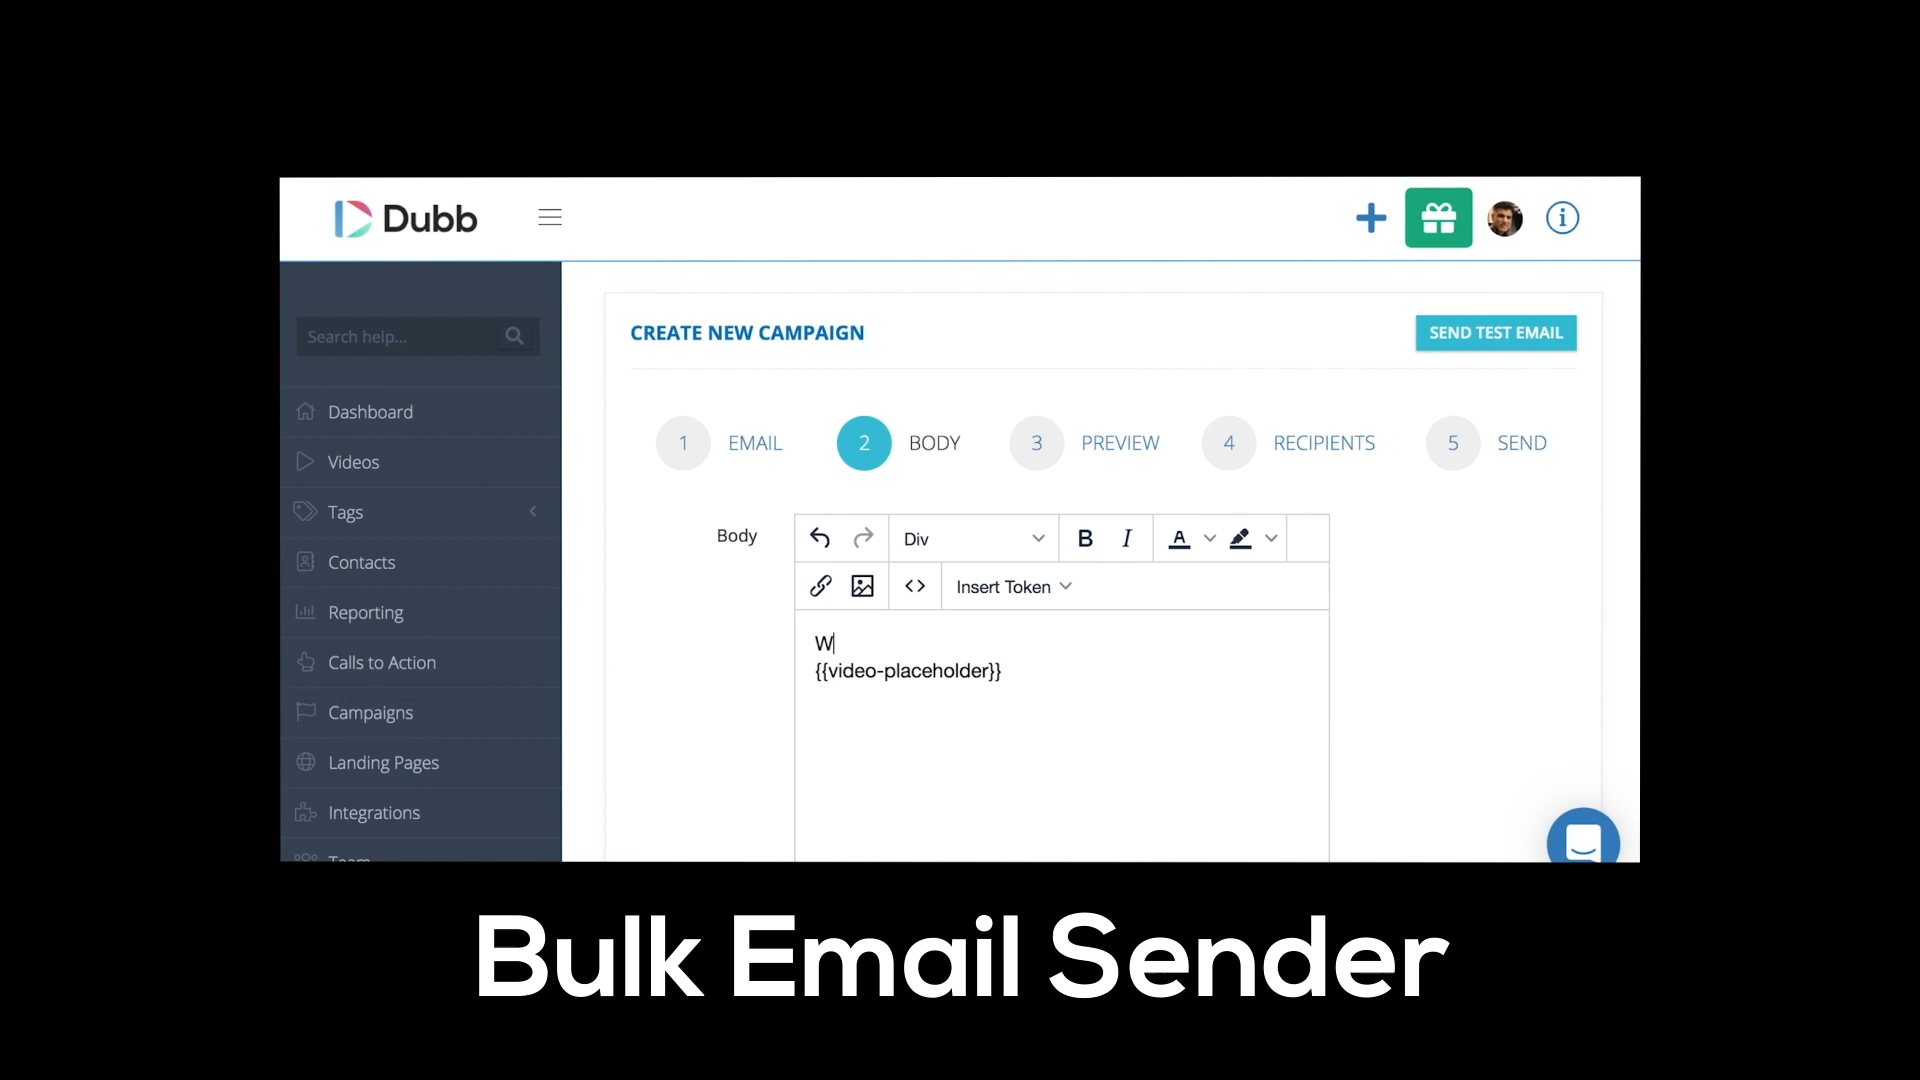 Dubb
Search help...
Dashboard
Videos
Tags
Contacts
Reporting
Calls to Action
Campaigns
Landing Pages
Integrations
Team
CREATE NEW CAMPAIGN
SEND TEST EMAIL
1 EMAIL 2 BODY 3 PREVIEW 4 RECIPIENTS 5 SEND
Body
Div B I A
Insert Token
W
{{video-placeholder}}
Bulk Email Sender